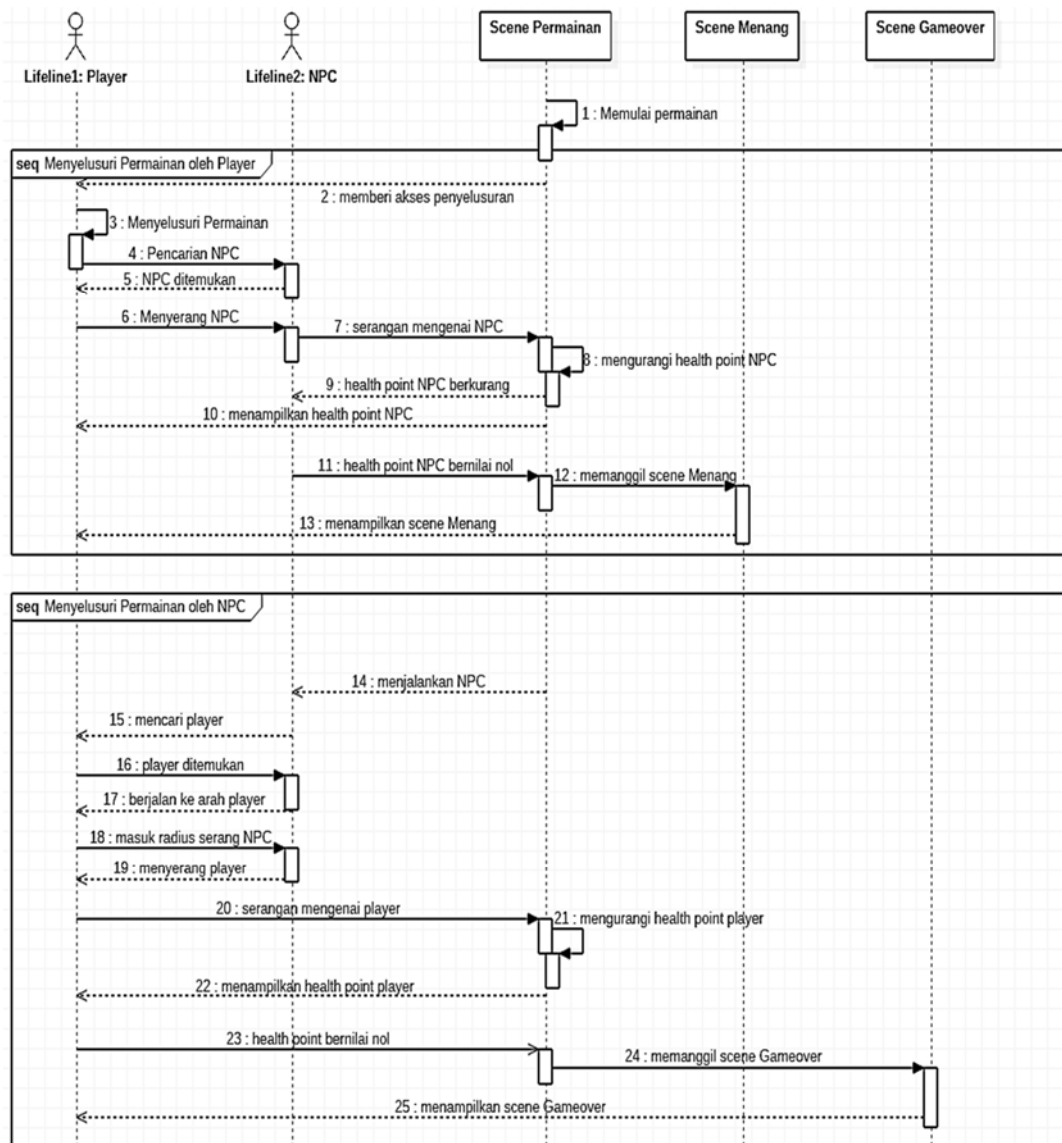 Lifeline1: Player
Lifeline2: NPC
Scene Permainan
Scene Menang
Scene Gameover
1 : Memulai permainan
seq Menyelusuri Permainan oleh Player
2 : memberi akses penyelusuran
3 : Menyelusuri Permainan
4 : Pencarian NPC
5 : NPC ditemukan
6 : Menyerang NPC
7 : serangan mengenai NPC
8 : mengurangi health point NPC
9 : health point NPC berkurang
10 : menampilkan health point NPC
11 : health point NPC bernilai nol
12 : memanggil scene Menang
13 : menampilkan scene Menang
seq Menyelusuri Permainan oleh NPC
14 : menjalankan NPC
15 : mencari player
16 : player ditemukan
17 : berjalan ke arah player
18 : masuk radius serang NPC
19 : menyerang player
20 : serangan mengenai player
21 : mengurangi health point player
22 : menampilkan health point player
23 : health point bernilai nol
24 : memanggil scene Gameover
25 : menampilkan scene Gameover